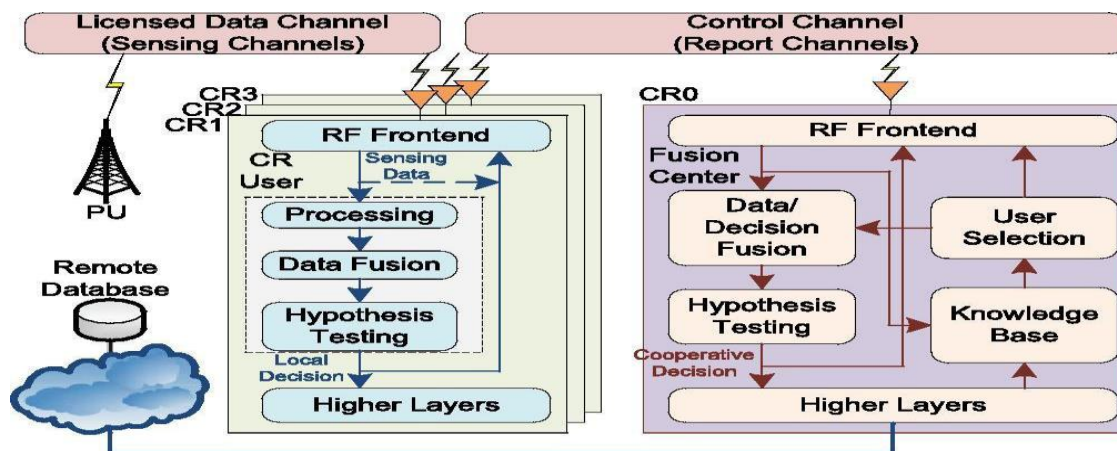 Licensed Data Channel
(Sensing Channels)
Control Channel
(Report Channels)
CR3
CR2
CR1
RF Frontend
CR
User
Sensing
Data
Processing
Data Fusion
Hypothesis
Testing
Local
Decision
Higher Layers
PU
Remote
Database
CR0
RF Frontend
Fusion
Center
Data/
Decision
Fusion
User
Selection
Hypothesis
Testing
Knowledge
Base
Cooperative
Decision
Higher Layers